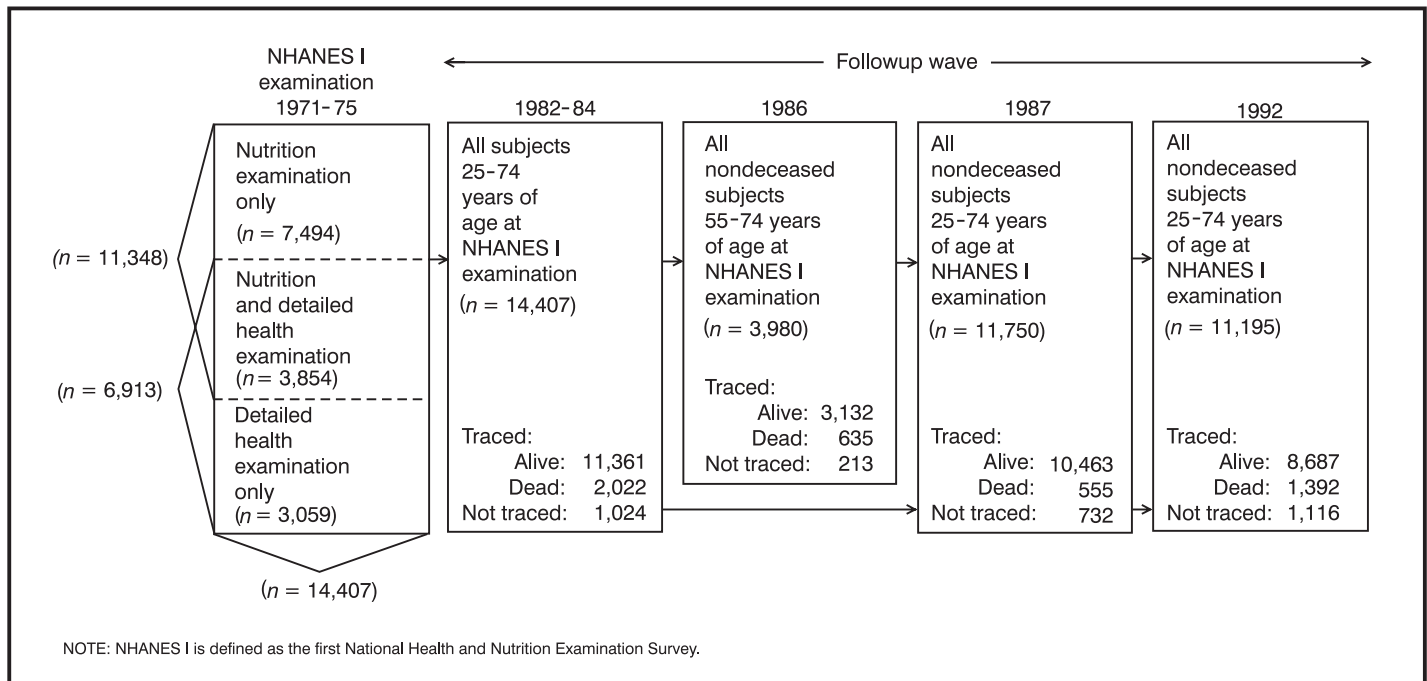 NHANES I
examination
1971-75
Followup wave
1982-84
1986
1987
1992
(n = 11,348)
(n = 6,913)
Nutrition
examination
only
(n = 7,494)
Nutrition
and detailed
health
examination
(n = 3,854)
Detailed
health
examination
only
(n = 3,059)
(n = 14,407)
All subjects
25-74
years of
age at
NHANES I
examination
(n = 14,407)
Traced:
Alive: 11,361
Dead: 2,022
Not traced: 1,024
All
nondeceased
subjects
55-74 years
of age at
NHANES I
examination
(n = 3,980)
Traced:
Alive: 3,132
Dead: 635
Not traced: 213
All
nondeceased
subjects
25-74 years
of age at
NHANES I
examination
(n = 11,750)
Traced:
Alive: 10,463
Dead: 555
Not traced: 732
All
nondeceased
subjects
25-74 years
of age at
NHANES I
examination
(n = 11,195)
Traced:
Alive: 8,687
Dead: 1,392
Not traced: 1,116
NOTE: NHANES I is defined as the first National Health and Nutrition Examination Survey.